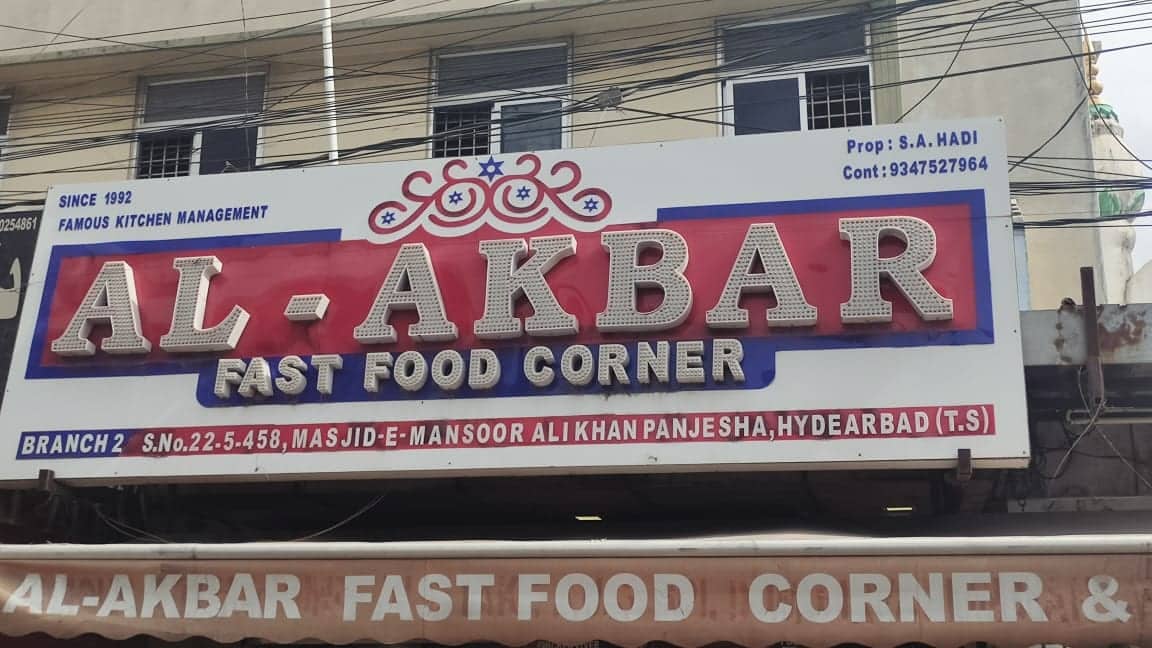 SINCE 1992
FAMOUS KITCHEN MANAGEMENT
Prop: S.A. HADI
Cont: 9347527964
0254861
AL-AKBAR
FAST FOOD CORNER
BRANCH 2 S.No.22-5-458, MASJID-E-MANSOOR ALI KHAN PANJESHA, HYDEARBAD (T.S)
AL-AKBAR FAST FOOD CORNER &